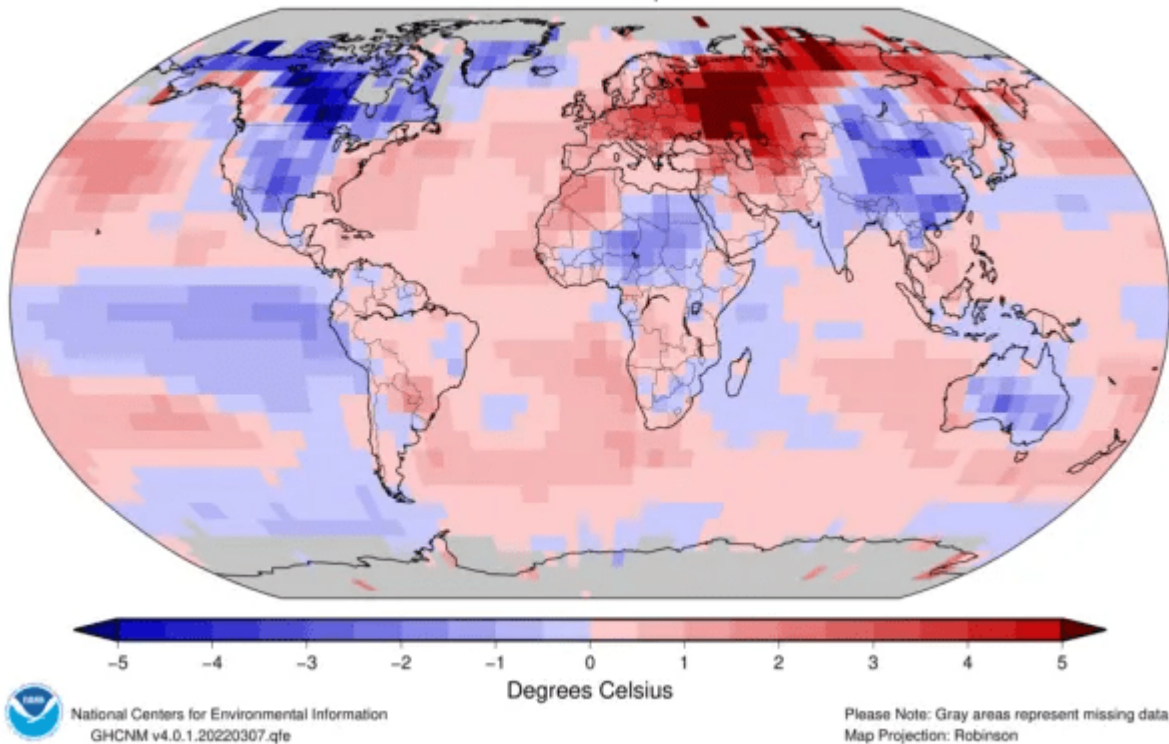 −5 −4 −3 −2 −1 0 1 2 3 4 5
Degrees Celsius
National Centers for Environmental Information
GHCNM v4.0.1.20220307.qfe
Please Note: Gray areas represent missing data
Map Projection: Robinson